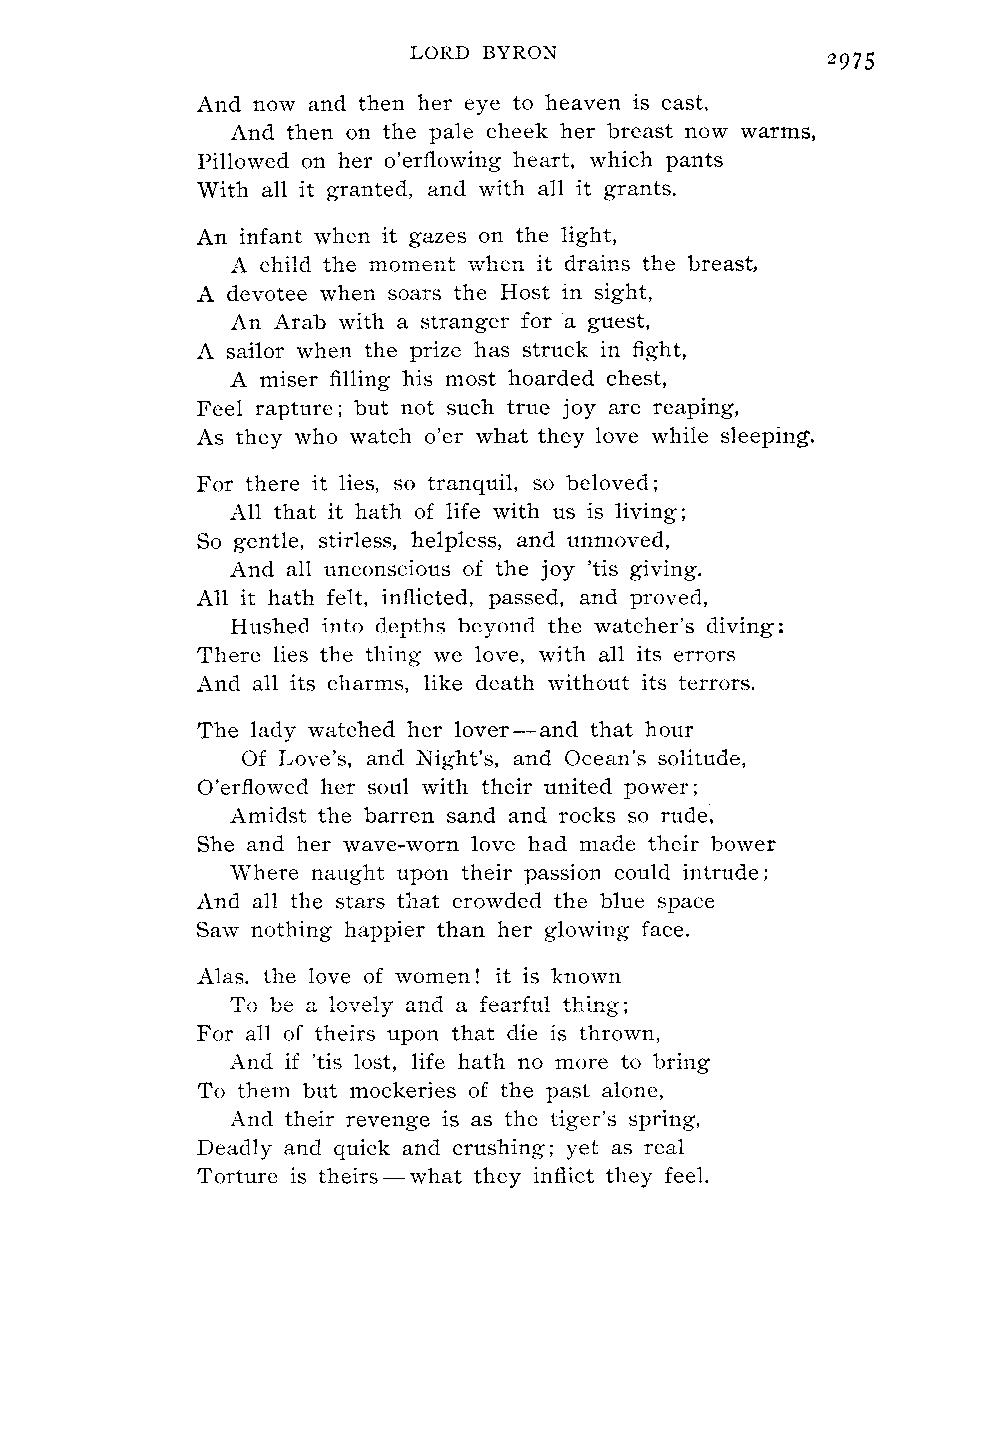 LORD BYRON 2975
And now and then her eye to heaven is cast,
And then on the pale cheek her breast now warms,
Pillowed on her o'erflowing heart, which pants
With all it granted, and with all it grants.
An infant when it gazes on the light,
A child the moment when it drains the breast,
A devotee when soars the Host in sight,
An Arab with a stranger for a guest,
A sailor when the prize has struck in fight,
A miser filling his most hoarded chest,
Feel rapture; but not such true joy are reaping,
As they who watch o'er what they love while sleeping.
For there it lies, so tranquil, so beloved;
All that it hath of life with us is living;
So gentle, stirless, helpless, and unmoved,
And all unconscious of the joy 'tis giving.
All it hath felt, inflicted, passed, and proved,
Hushed into depths beyond the watcher's diving:
There lies the thing we love, with all its errors
And all its charms, like death without its terrors.
The lady watched her lover—and that hour
Of Love's, and Night's, and Ocean's solitude,
O'erflowed her soul with their united power;
Amidst the barren sand and rocks so rude,
She and her wave-worn love had made their bower
Where naught upon their passion could intrude;
And all the stars that crowded the blue space
Saw nothing happier than her glowing face.
Alas, the love of women! it is known
To be a lovely and a fearful thing;
For all of theirs upon that die is thrown,
And if 'tis lost, life hath no more to bring
To them but mockeries of the past alone,
And their revenge is as the tiger's spring,
Deadly and quick and crushing; yet as real
Torture is theirs—what they inflict they feel.